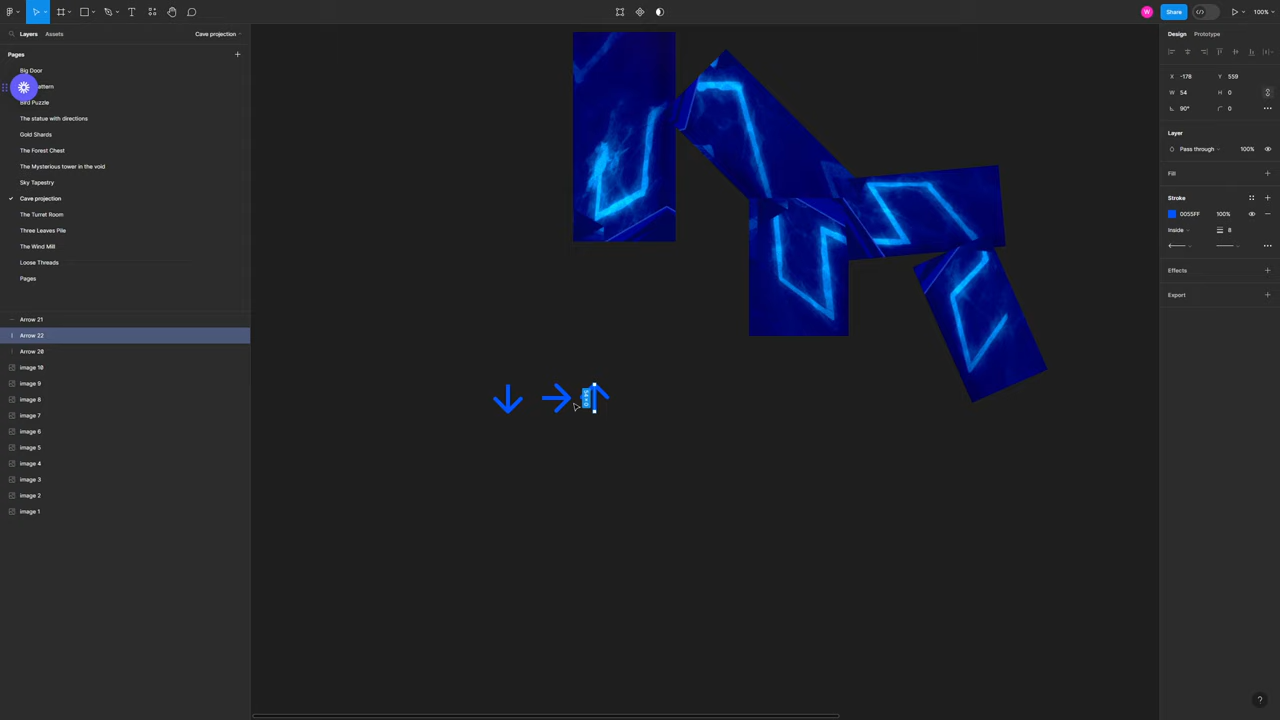 Share
100%
Layers
Assets
Cave projection
Design
Prototype
Pages
Big Door
attern
Bird Puzzle
The statue with directions
Gold Shards
The Forest Chest
The Mysterious tower in the void
Sky Tapestry
Cave projection
The Turret Room
Three Leaves Pile
The Wind Mill
Loose Threads
Pages
Arrow 21
Arrow 22
Arrow 20
image 10
image 9
image 8
image 7
image 6
image 5
image 4
image 3
image 2
image 1
54 × 0
X -178 Y 559
W 54 H 0
90° 0
Layer
Pass through 100%
Fill
Stroke
0055FF 100%
Inside 8
Effects
Export
W
?